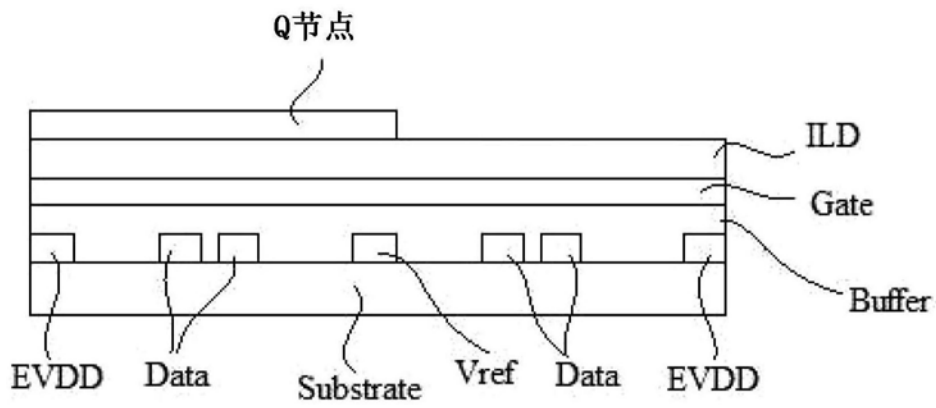 Q节点
ILD
Gate
Buffer
EVDD
Data
Substrate
Vref
Data
EVDD